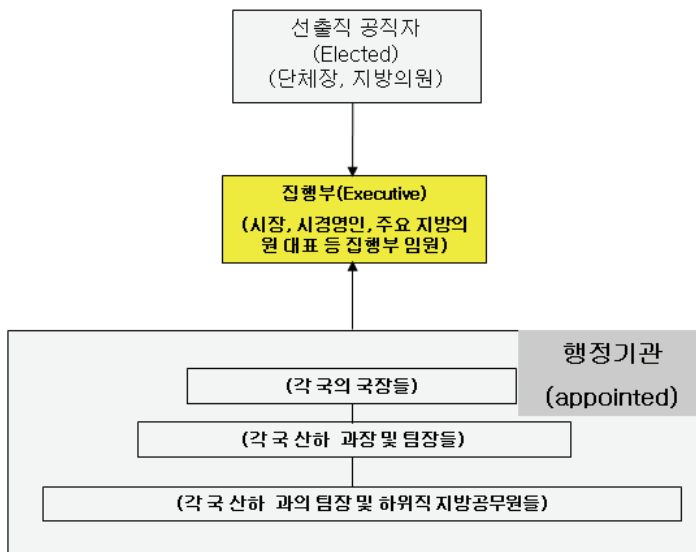 선출직 공직자
(Elected)
(단체장, 지방의원)
집행부(Executive)
(시장, 시경영인, 주요 지방의
원 대표 등 집행부 임원)
행정기관
(appointed)
(각 국의 국장들)
(각 국 산하 과장 및 팀장들)
(각 국 산하 과의 팀장 및 하위직 지방공무원들)